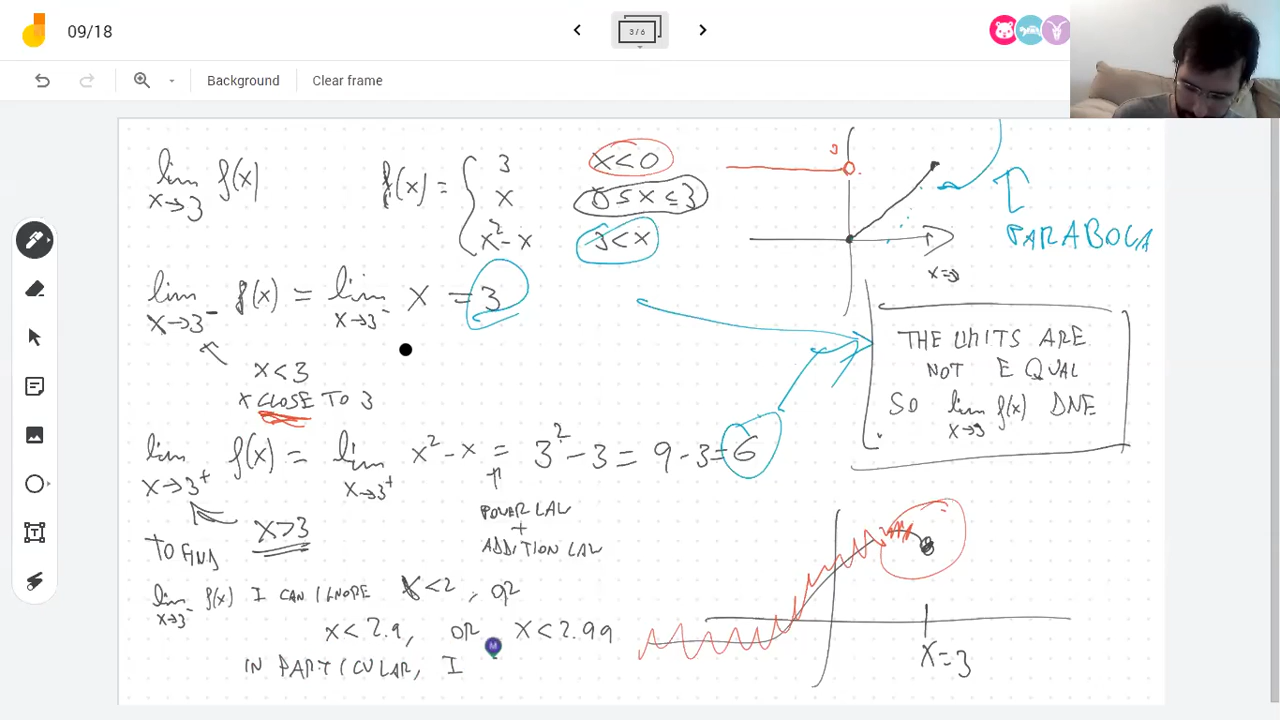 09/18
3 / 6
Background
Clear frame
lim x→3 f(x)
f(x) = { 3 x<0
x 0≤x≤3
x²-x 3<x
3
x=3
PARABOLA
lim x→3⁻ f(x) = lim x→3⁻ x = 3
x<3
x CLOSE TO 3
THE LIMITS ARE
NOT EQUAL
SO lim x→3 f(x) DNE
lim x→3⁺ f(x) = lim x→3⁺ x²-x = 3²-3 = 9-3=6
x>3
POWER LAW
+
ADDITION LAW
TO FIND
lim x→3⁻ f(x) I CAN IGNORE x<2, OR
x<2.9, OR x<2.99
IN PARTICULAR, I
M
x=3